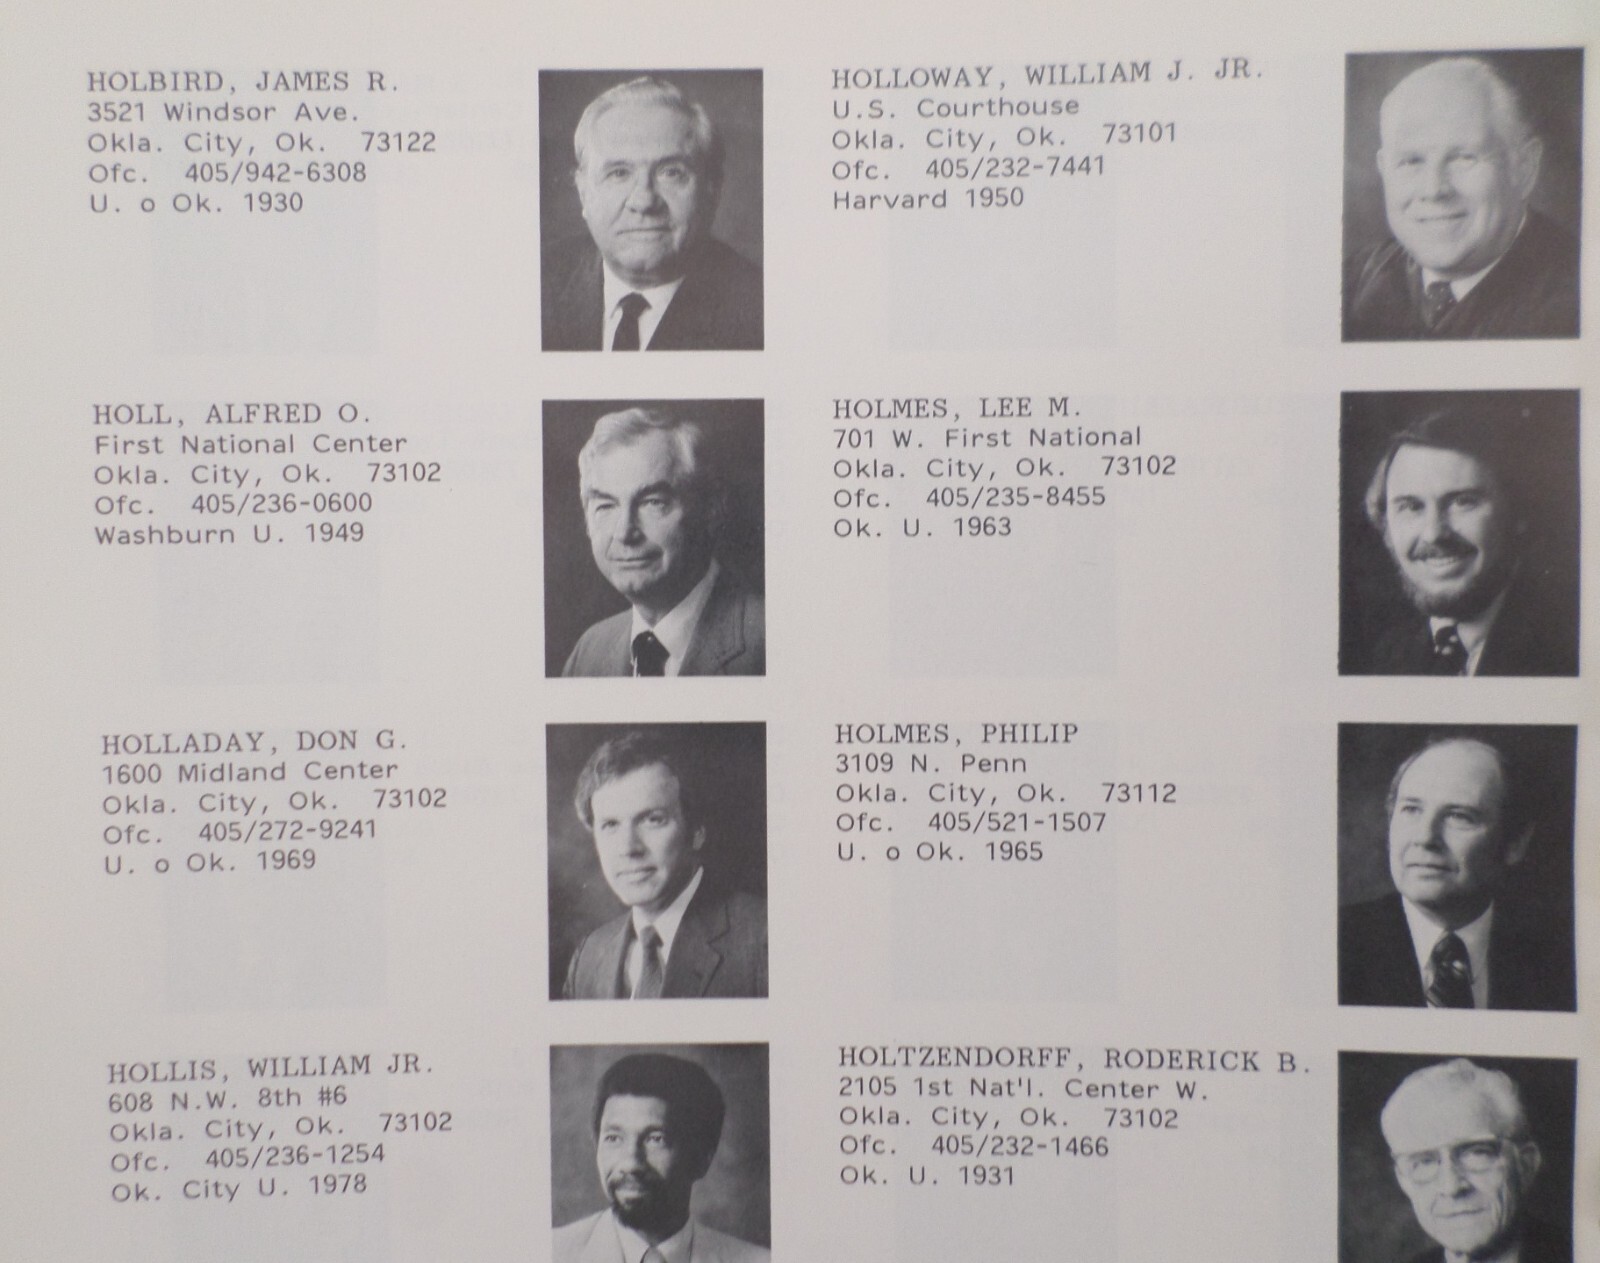 HOLBIRD, JAMES R.
3521 Windsor Ave.
Okla. City, Ok. 73122
Ofc. 405/942-6308
U. o Ok. 1930
HOLL, ALFRED O.
First National Center
Okla. City, Ok. 73102
Ofc. 405/236-0600
Washburn U. 1949
HOLLADAY, DON G.
1600 Midland Center
Okla. City, Ok. 73102
Ofc. 405/272-9241
U. o Ok. 1969
HOLLIS, WILLIAM JR.
608 N.W. 8th #6
Okla. City, Ok. 73102
Ofc. 405/236-1254
Ok. City U. 1978
HOLLOWAY, WILLIAM J. JR.
U.S. Courthouse
Okla. City, Ok. 73101
Ofc. 405/232-7441
Harvard 1950
HOLMES, LEE M.
701 W. First National
Okla. City, Ok. 73102
Ofc. 405/235-8455
Ok. U. 1963
HOLMES, PHILIP
3109 N. Penn
Okla. City, Ok. 73112
Ofc. 405/521-1507
U. o Ok. 1965
HOLTZENDORFF, RODERICK B.
2105 1st Nat'l. Center W.
Okla. City, Ok. 73102
Ofc. 405/232-1466
Ok. U. 1931